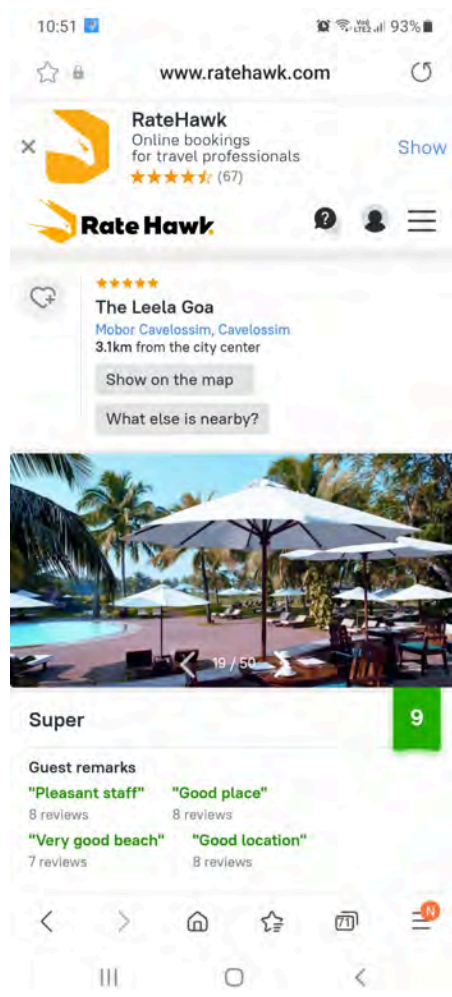 10:51
93%
www.ratehawk.com
RateHawk
Online bookings
for travel professionals
(67)
Show
Rate Hawk.
The Leela Goa
Mobor Cavelossim, Cavelossim
3.1km from the city center
Show on the map
What else is nearby?
19 / 50
Super
9
Guest remarks
"Pleasant staff" "Good place"
8 reviews 8 reviews
"Very good beach" "Good location"
7 reviews 8 reviews
71
N